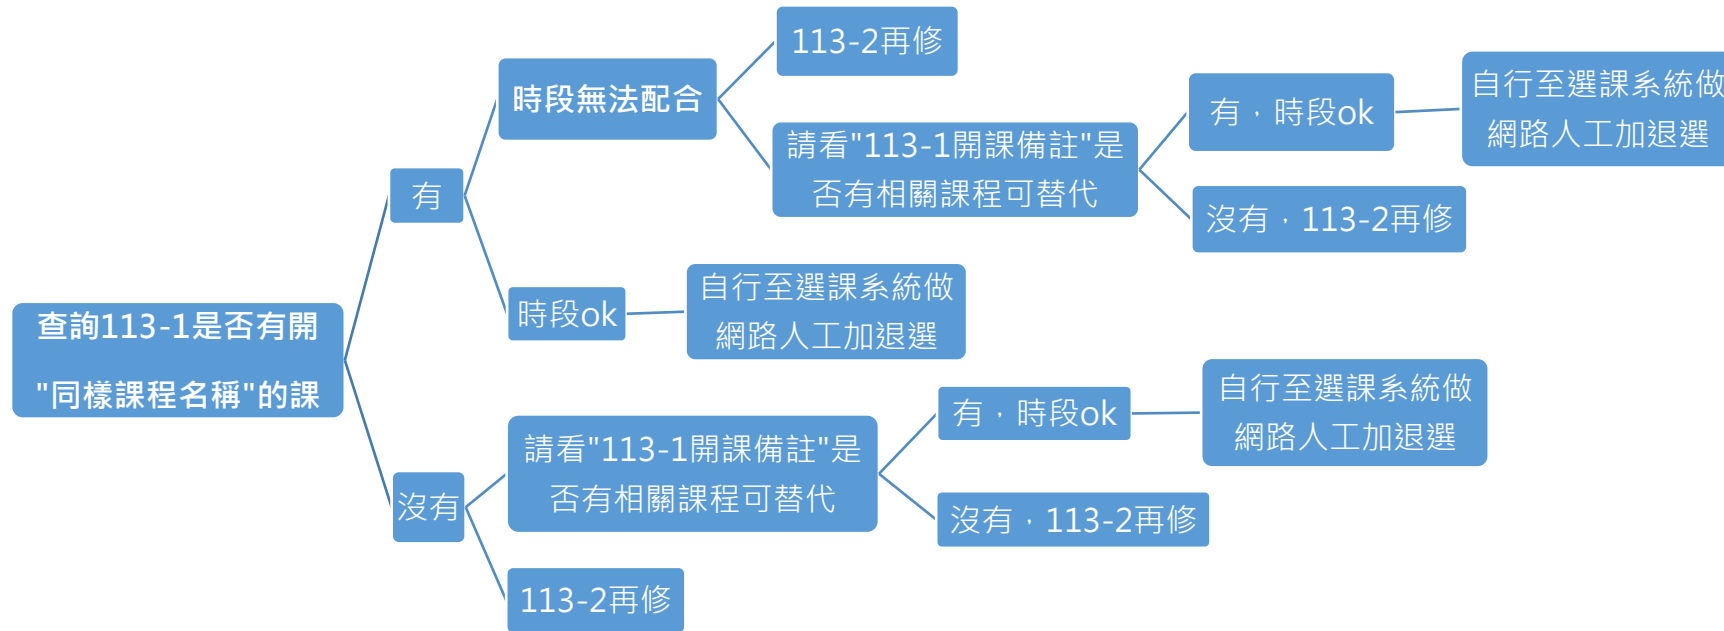 查詢113-1是否有開
"同樣課程名稱"的課
有
時段無法配合
113-2再修
請看"113-1開課備註"是
否有相關課程可替代
有，時段ok
自行至選課系統做
網路人工加退選
沒有，113-2再修
時段ok
自行至選課系統做
網路人工加退選
沒有
請看"113-1開課備註"是
否有相關課程可替代
有，時段ok
自行至選課系統做
網路人工加退選
沒有，113-2再修
113-2再修